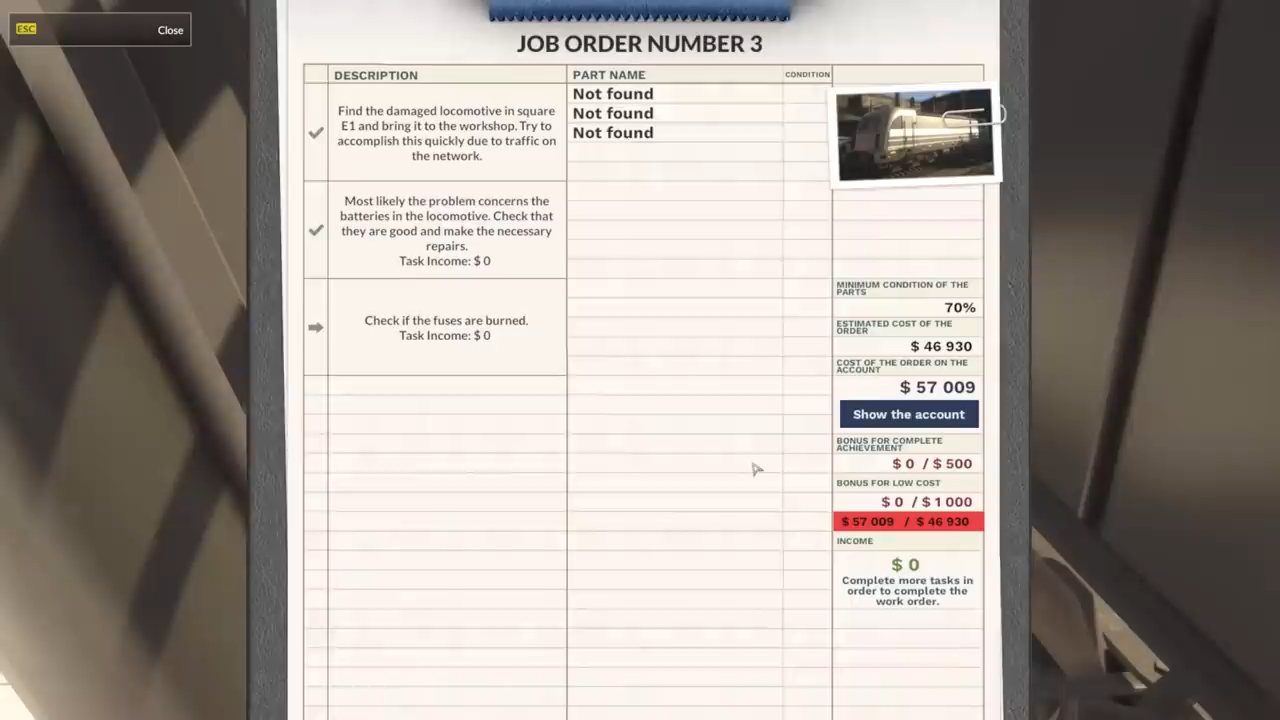 ESC
Close
JOB ORDER NUMBER 3
DESCRIPTION
PART NAME
CONDITION
Find the damaged locomotive in square
E1 and bring it to the workshop. Try to
accomplish this quickly due to traffic on
the network.
Not found
Not found
Not found
Most likely the problem concerns the
batteries in the locomotive. Check that
they are good and make the necessary
repairs.
Task Income: $ 0
Check if the fuses are burned.
Task Income: $ 0
MINIMUM CONDITION OF THE
PARTS
70%
ESTIMATED COST OF THE
ORDER
$ 46 930
COST OF THE ORDER ON THE
ACCOUNT
$ 57 009
Show the account
BONUS FOR COMPLETE
ACHIEVEMENT
$ 0 / $ 500
BONUS FOR LOW COST
$ 0 / $ 1 000
$ 57 009 / $ 46 930
INCOME
$ 0
Complete more tasks in
order to complete the
work order.